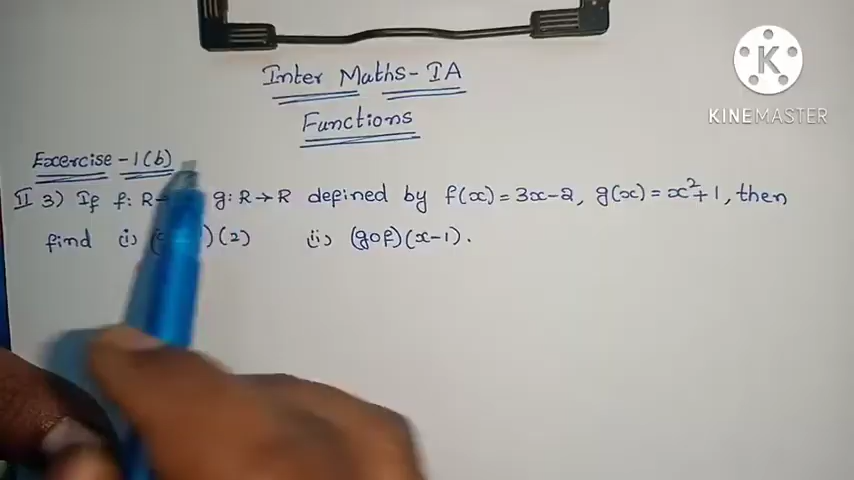 Inter Maths-IA
Functions
K
KINEMASTER
Exercise-1(b)
II 3) If f: R→ g: R→R defined by f(x)=3x-2, g(x)=x²+1, then
find (i) )(2) (ii) (gof)(x-1).